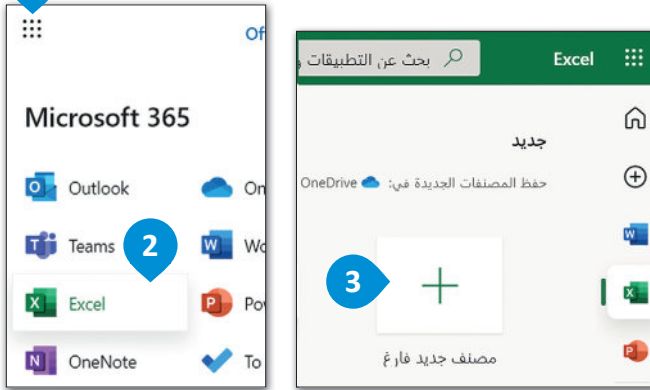 Of
Microsoft 365
Outlook
On
Teams
2
Wo
Excel
Po
OneNote
To
Excel
بحث عن التطبيقات و
جديد
حفظ المصنفات الجديدة في: OneDrive
3
مصنف جديد فارغ